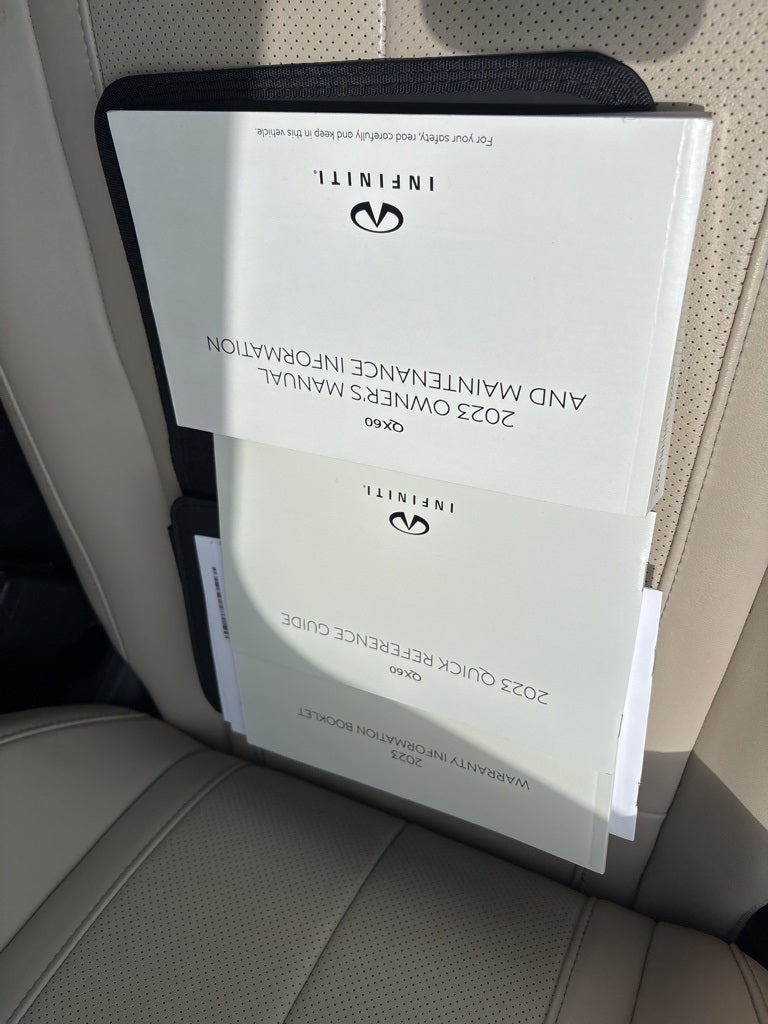 2023
WARRANTY INFORMATION BOOKLET
QX60
2023 QUICK REFERENCE GUIDE
INFINITI®
QX60
2023 OWNER'S MANUAL
AND MAINTENANCE INFORMATION
INFINITI®
For your safety, read carefully and keep in this vehicle.